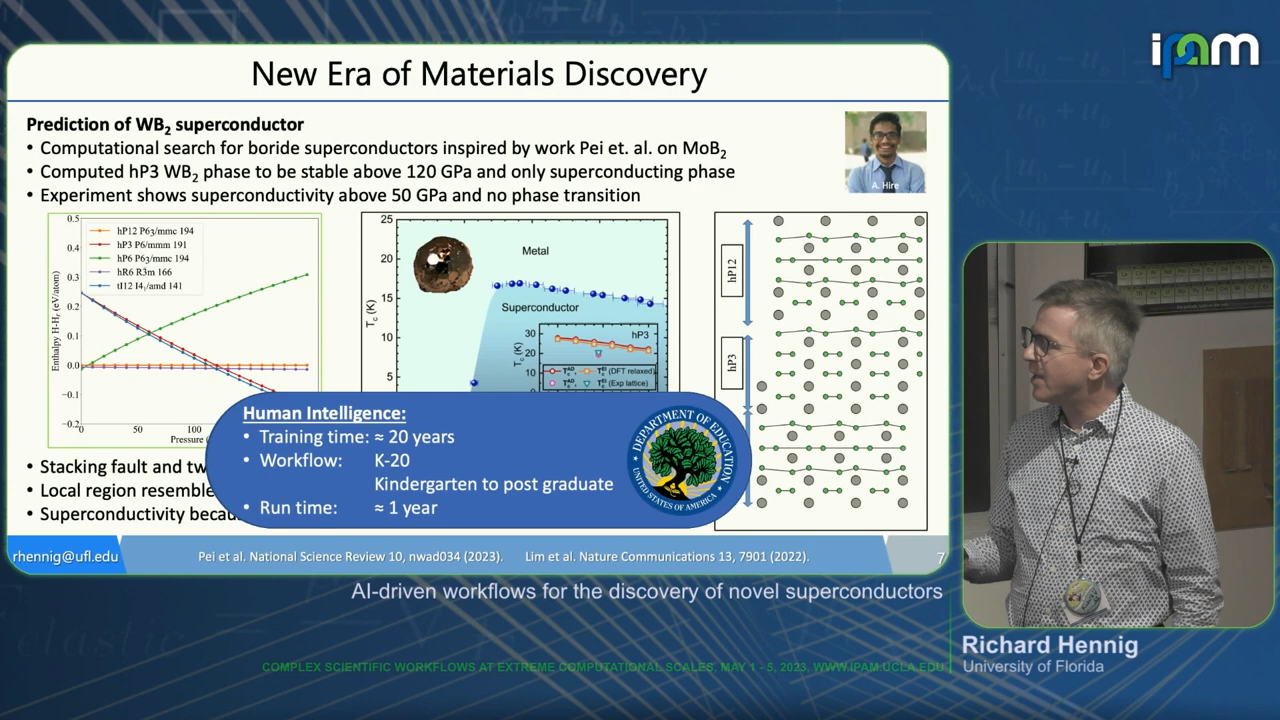 ipam
New Era of Materials Discovery
Prediction of WB2 superconductor
• Computational search for boride superconductors inspired by work Pei et. al. on MoB2
• Computed hP3 WB2 phase to be stable above 120 GPa and only superconducting phase
• Experiment shows superconductivity above 50 GPa and no phase transition
A. Hire
0.5
0.4
0.3
0.2
0.1
0.0
−0.1
−0.2
Enthalpy H-Hr (eV/atom)
hP12 P63/mmc 194
hP3 P6/mmm 191
hP6 P63/mmc 194
hR6 R3m 166
tI12 I41/amd 141
0
50
100
Pressure (
25
20
15
10
5
Tc (K)
Metal
Superconductor
30
20
10
0
Tc (K)
hP3
(DFT relaxed)
(Exp lattice)
hP12
hP3
Human Intelligence:
• Training time: ≈ 20 years
• Workflow: K-20
Kindergarten to post graduate
• Run time: ≈ 1 year
DEPARTMENT OF EDUCATION
UNITED STATES OF AMERICA
• Stacking fault and tw
• Local region resemble
• Superconductivity becau
rhennig@ufl.edu
Pei et al. National Science Review 10, nwad034 (2023). Lim et al. Nature Communications 13, 7901 (2022).
7
AI-driven workflows for the discovery of novel superconductors
Richard Hennig
University of Florida
COMPLEX SCIENTIFIC WORKFLOWS AT EXTREME COMPUTATIONAL SCALES, MAY 1 - 5, 2023, WWW.IPAM.UCLA.EDU